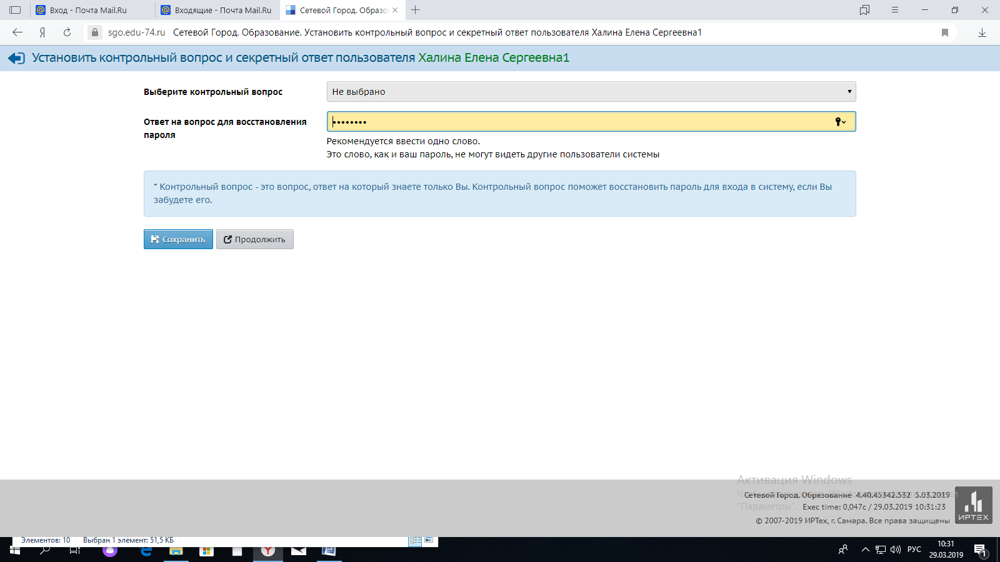 Вход - Почта Mail.Ru
Входящие - Почта Mail.Ru
Сетевой Город. Образо
sgo.edu-74.ru Сетевой Город. Образование. Установить контрольный вопрос и секретный ответ пользователя Халина Елена Сергеевна1
Установить контрольный вопрос и секретный ответ пользователя Халина Елена Сергеевна1
Выберите контрольный вопрос
Не выбрано
Ответ на вопрос для восстановления
пароля
••••••••
Рекомендуется ввести одно слово.
Это слово, как и ваш пароль, не могут видеть другие пользователи системы
* Контрольный вопрос - это вопрос, ответ на который знаете только Вы. Контрольный вопрос поможет восстановить пароль для входа в систему, если Вы
забудете его.
Сохранить
Продолжить
Активация Windows
Сетевой Город. Образование 4.40.45342.532 5.03.2019
"Параметры".
Exec time: 0,047с / 29.03.2019 10:31:23
© 2007-2019 ИРТех, г. Самара. Все права защищены
ИРТЕХ
Элементов: 10 Выбран 1 элемент: 51,5 КБ
РУС
10:31
29.03.2019
1